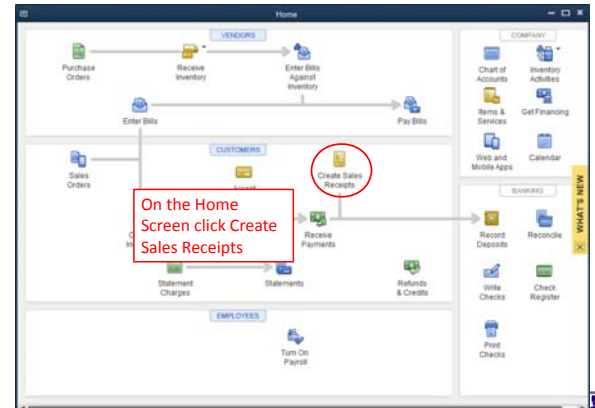 Home
VENDORS
Purchase
Orders
Receive
Inventory
Enter Bills
Against
Inventory
Enter Bills
Pay Bills
CUSTOMERS
Sales
Orders
Create Sales
Receipts
On the Home
Screen click Create
Sales Receipts
Receive
Payments
Statement
Charges
Statements
Refunds
& Credits
EMPLOYEES
Turn On
Payroll
COMPANY
Chart of
Accounts
Inventory
Activities
Items &
Services
Get Financing
Web and
Mobile Apps
Calendar
BANKING
Record
Deposits
Reconcile
Write
Checks
Check
Register
Print
Checks
WHAT'S NEW